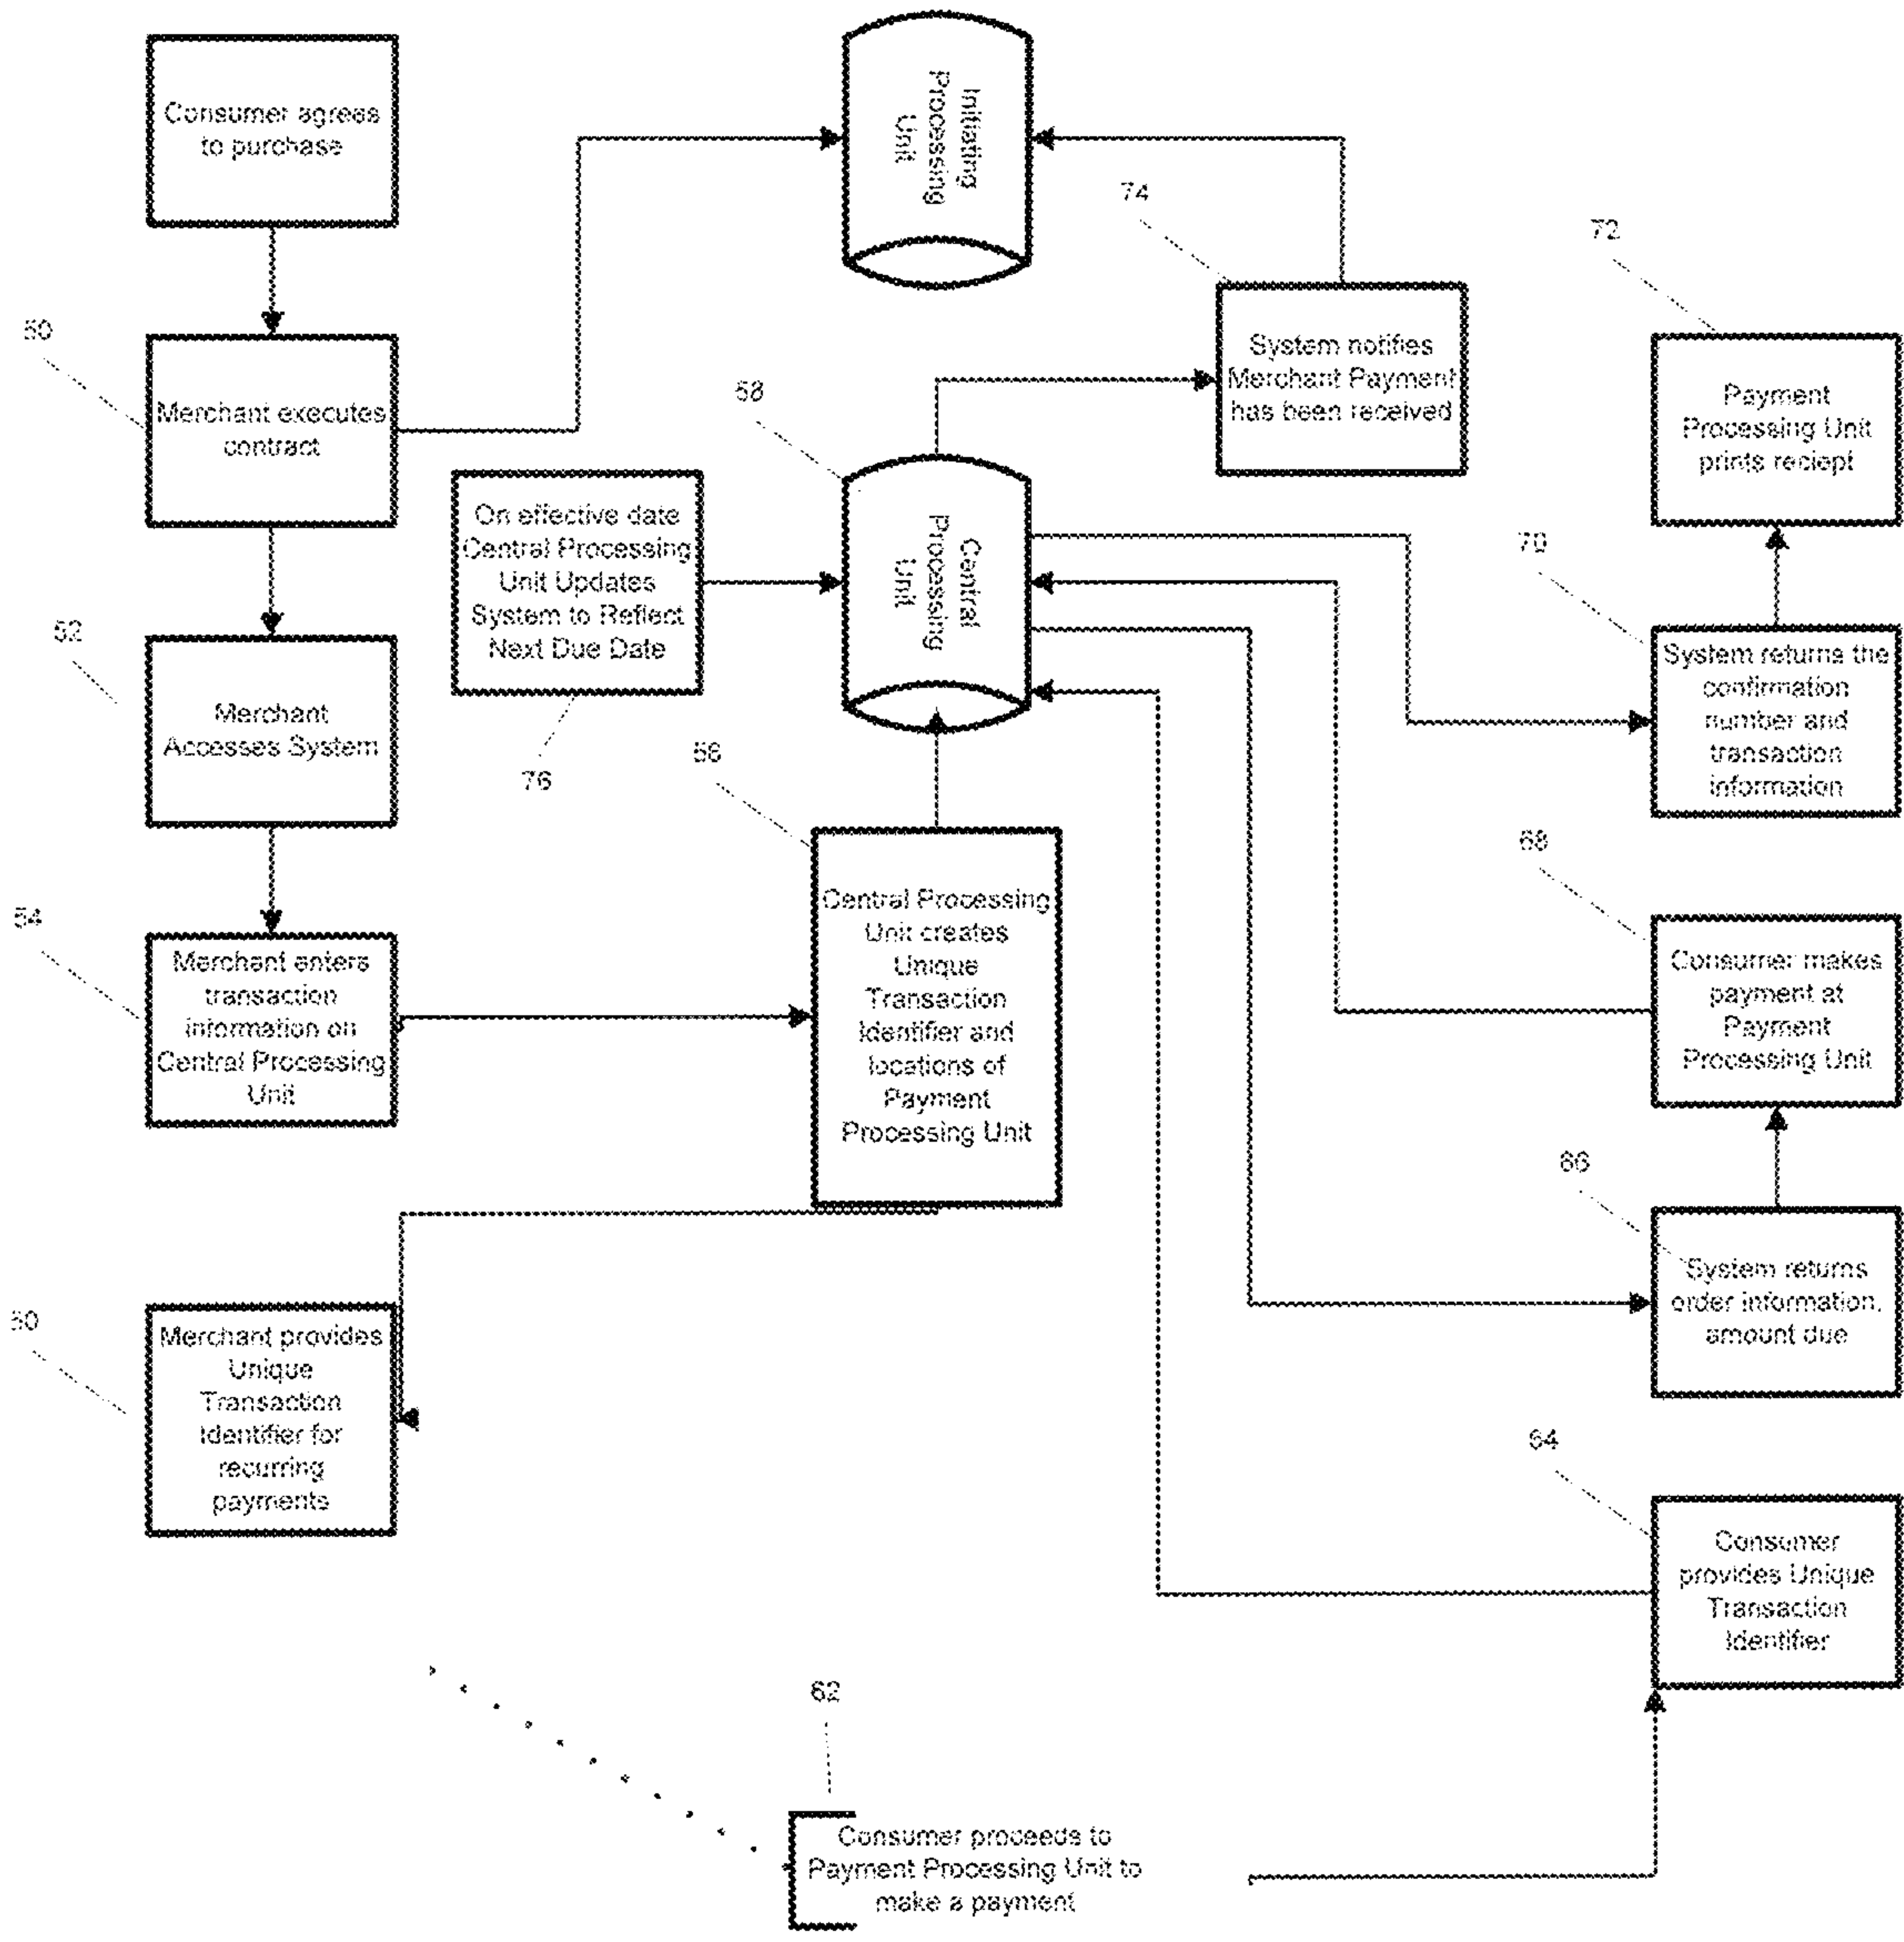 Consumer agrees
to purchase
Initiating
Processing
Unit
74
72
50
Merchant executes
contract
System notifies
Merchant Payment
has been received
Payment
Processing Unit
prints reciept
58
On effective date
Central Processing
Unit Updates
System to Reflect
Next Due Date
Central
Processing
Unit
70
52
Merchant
Accesses System
System returns the
confirmation
number and
transaction
information
76
56
68
54
Merchant enters
transaction
information on
Central Processing
Unit
Central Processing
Unit creates
Unique
Transaction
Identifier and
locations of
Payment
Processing Unit
Consumer makes
payment at
Payment
Processing Unit
66
System returns
order information,
amount due
60
Merchant provides
Unique
Transaction
Identifier for
recurring
payments
64
Consumer
provides Unique
Transaction
Identifier
62
Consumer proceeds to
Payment Processing Unit to
make a payment